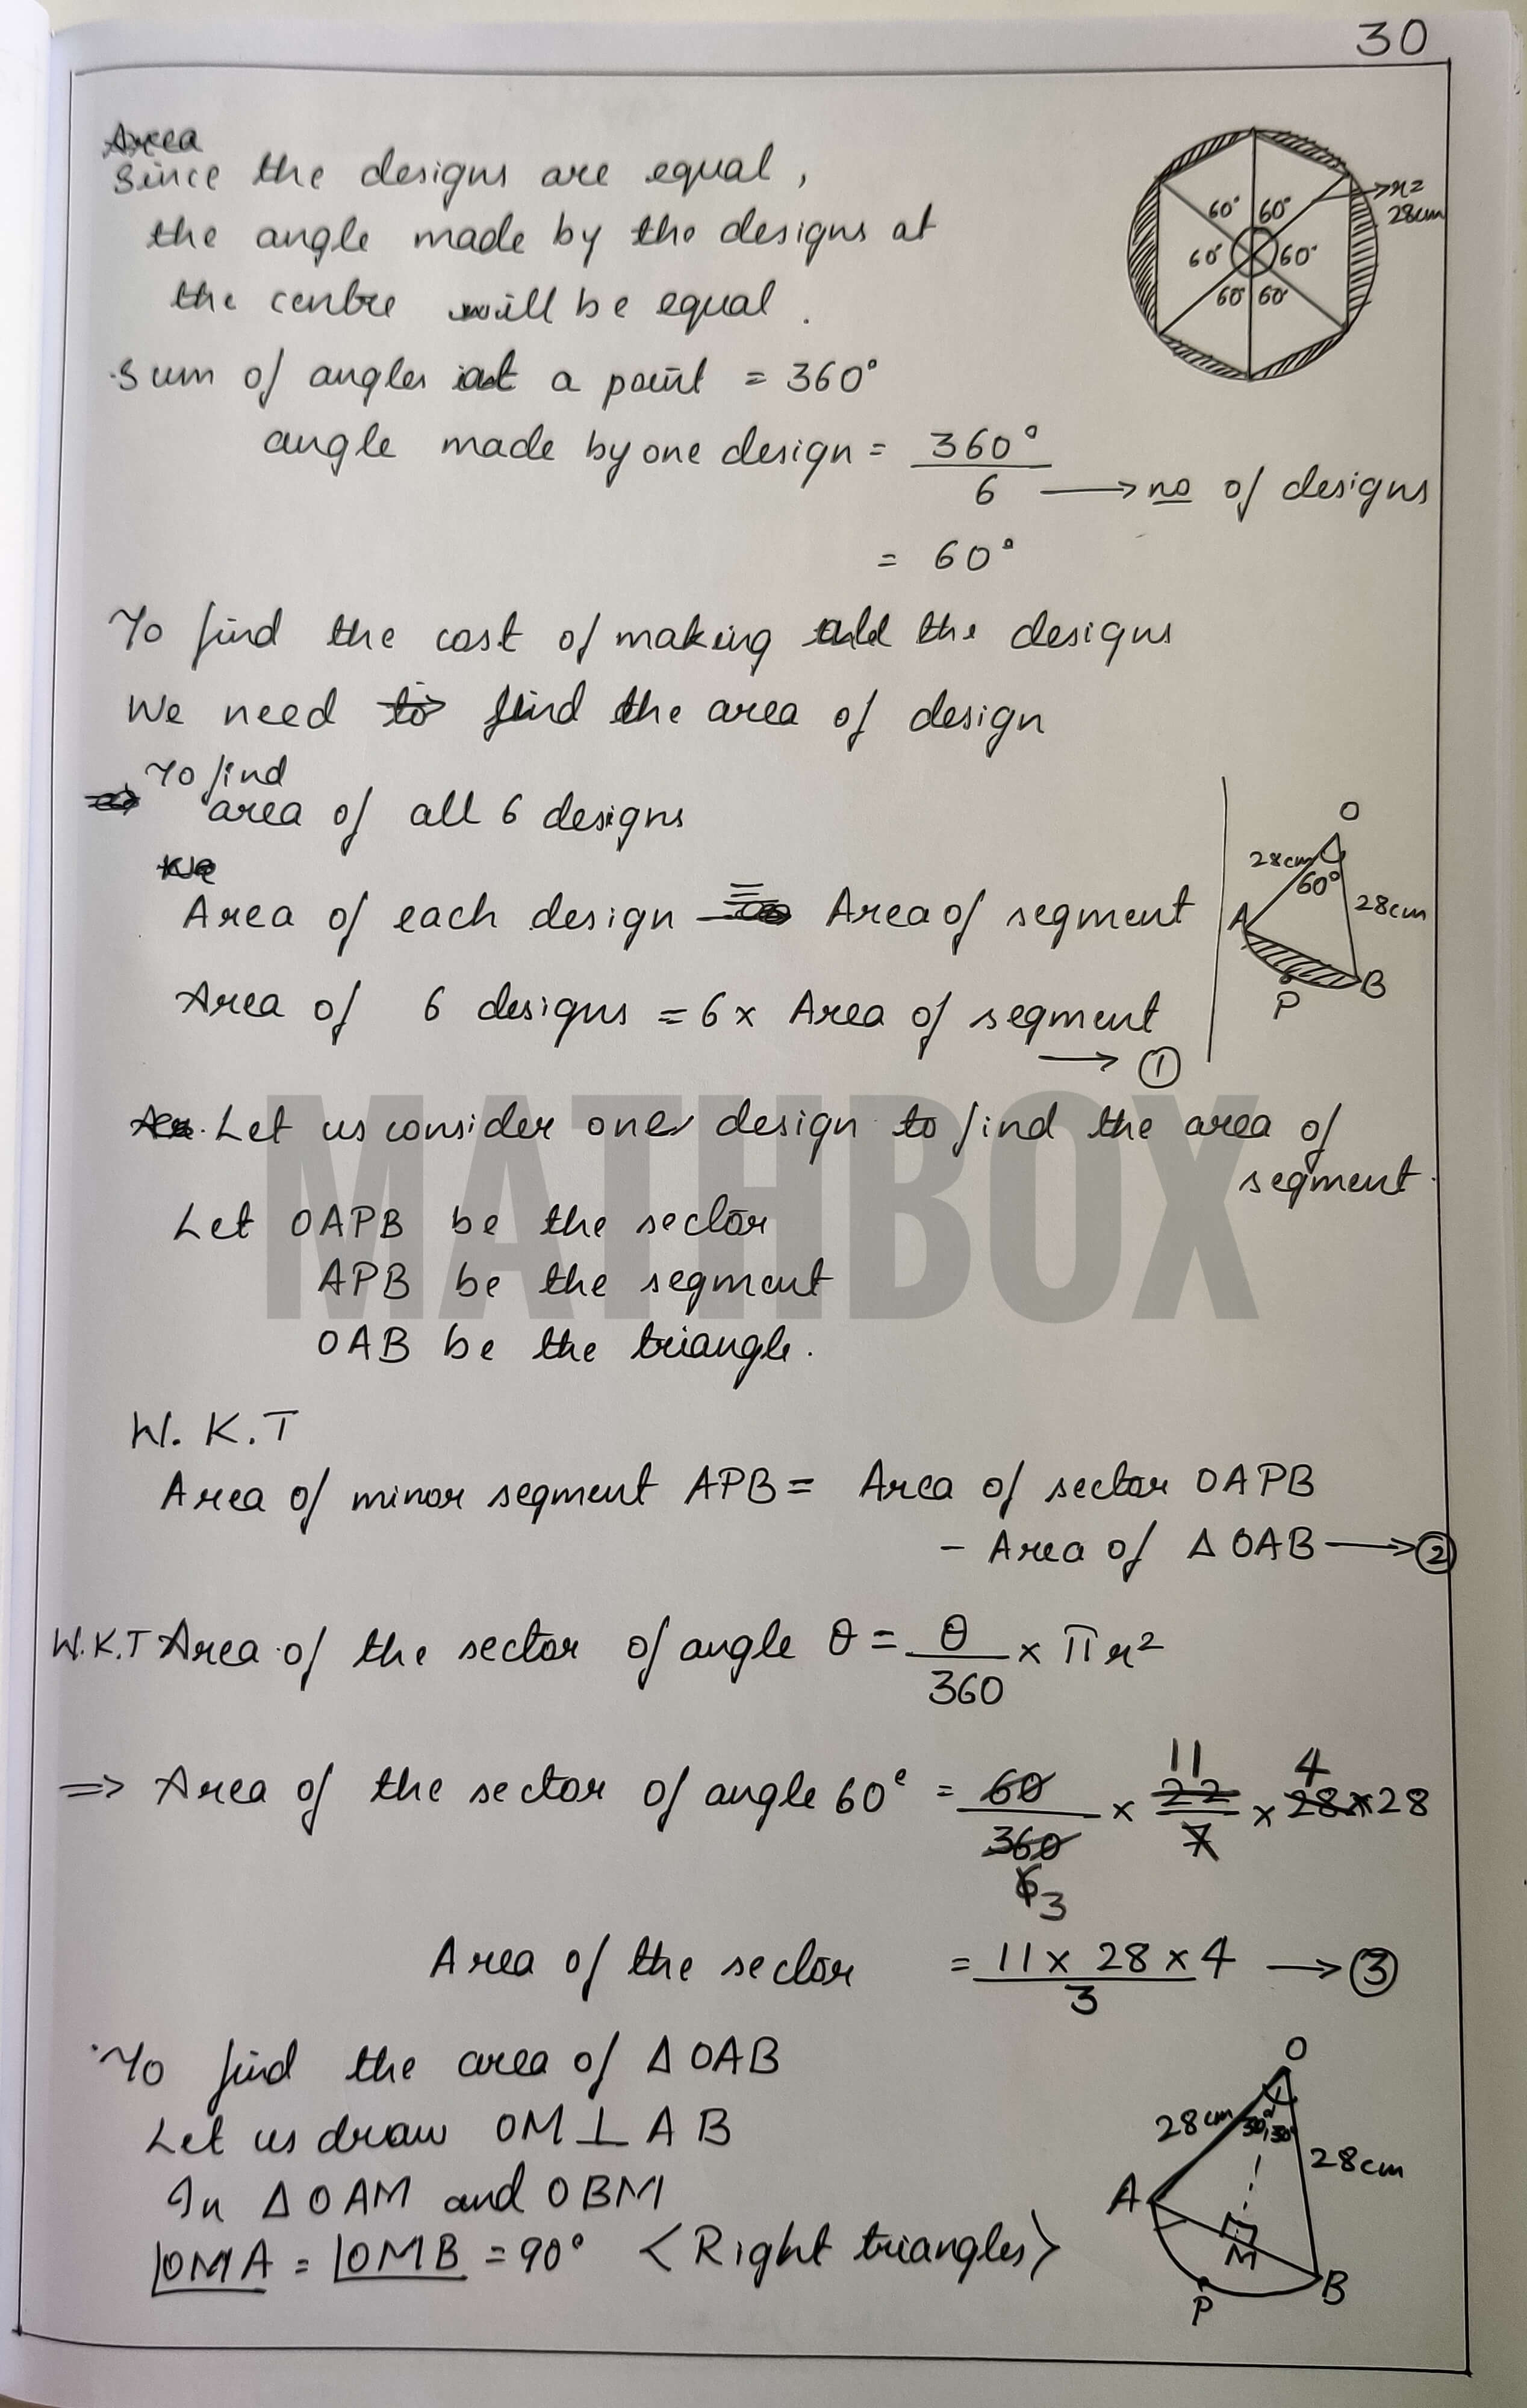 30
Area
Since the designs are equal,
the angle made by the designs at
the centre will be equal.
Sum of angles at a point = 360°
angle made by one design = 360° / 6 → no of designs
= 60°
r = 28cm
60° 60°
60° 60°
60° 60°
To find the cost of making all the designs
We need to find the area of design
To find
area of all 6 designs
We
Area of each design = Area of segment
Area of 6 designs = 6 x Area of segment
→ ①
O
28cm
60°
28cm
A
B
P
Let us consider one design to find the area of
segment.
MATHBOX
Let OAPB be the sector
APB be the segment
OAB be the triangle.
W.K.T
Area of minor segment APB = Area of sector OAPB
- Area of Δ OAB → ②
W.K.T Area of the sector of angle θ = θ / 360 x π r²
11 4
⇒ Area of the sector of angle 60° = 60 / 360 x 22 / 7 x 28 x 28
6 3
Area of the sector = 11 x 28 x 4 / 3 → ③
To find the area of Δ OAB
Let us draw OM ⊥ AB
In Δ OAM and OBM
∠OMA = ∠OMB = 90° <Right triangles>
O
28cm
30° 30°
28cm
A
M
B
P